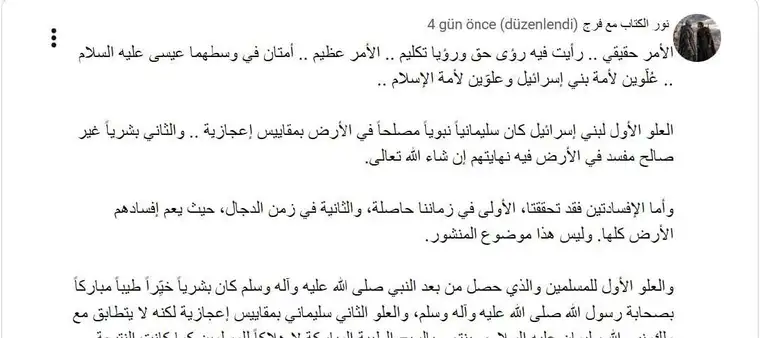 نور الكتاب مع فرج 4 gün önce (düzenlendi)
الأمر حقيقي .. رأيت فيه رؤى حق ورؤيا تكليم .. الأمر عظيم .. أمتان في وسطهما عيسى عليه السلام
.. عُلّوين لأمة بني إسرائيل وعلوّين لأمة الإسلام ..
العلو الأول لبني إسرائيل كان سليمانياً نبوياً مصلحاً في الأرض بمقاييس إعجازية .. والثاني بشرياً غير
صالح مفسد في الأرض فيه نهايتهم إن شاء الله تعالى.
وأما الإفسادتين فقد تحققتا، الأولى في زماننا حاصلة، والثانية في زمن الدجال، حيث يعم إفسادهم
الأرض كلها. وليس هذا موضوع المنشور.
والعلو الأول للمسلمين والذي حصل من بعد النبي صلى الله عليه وآله وسلم كان بشرياً خيّراً طيباً مباركاً
بصحابة رسول الله صلى الله عليه وآله وسلم، والعلو الثاني سليماني بمقاييس إعجازية لكنه لا يتطابق مع